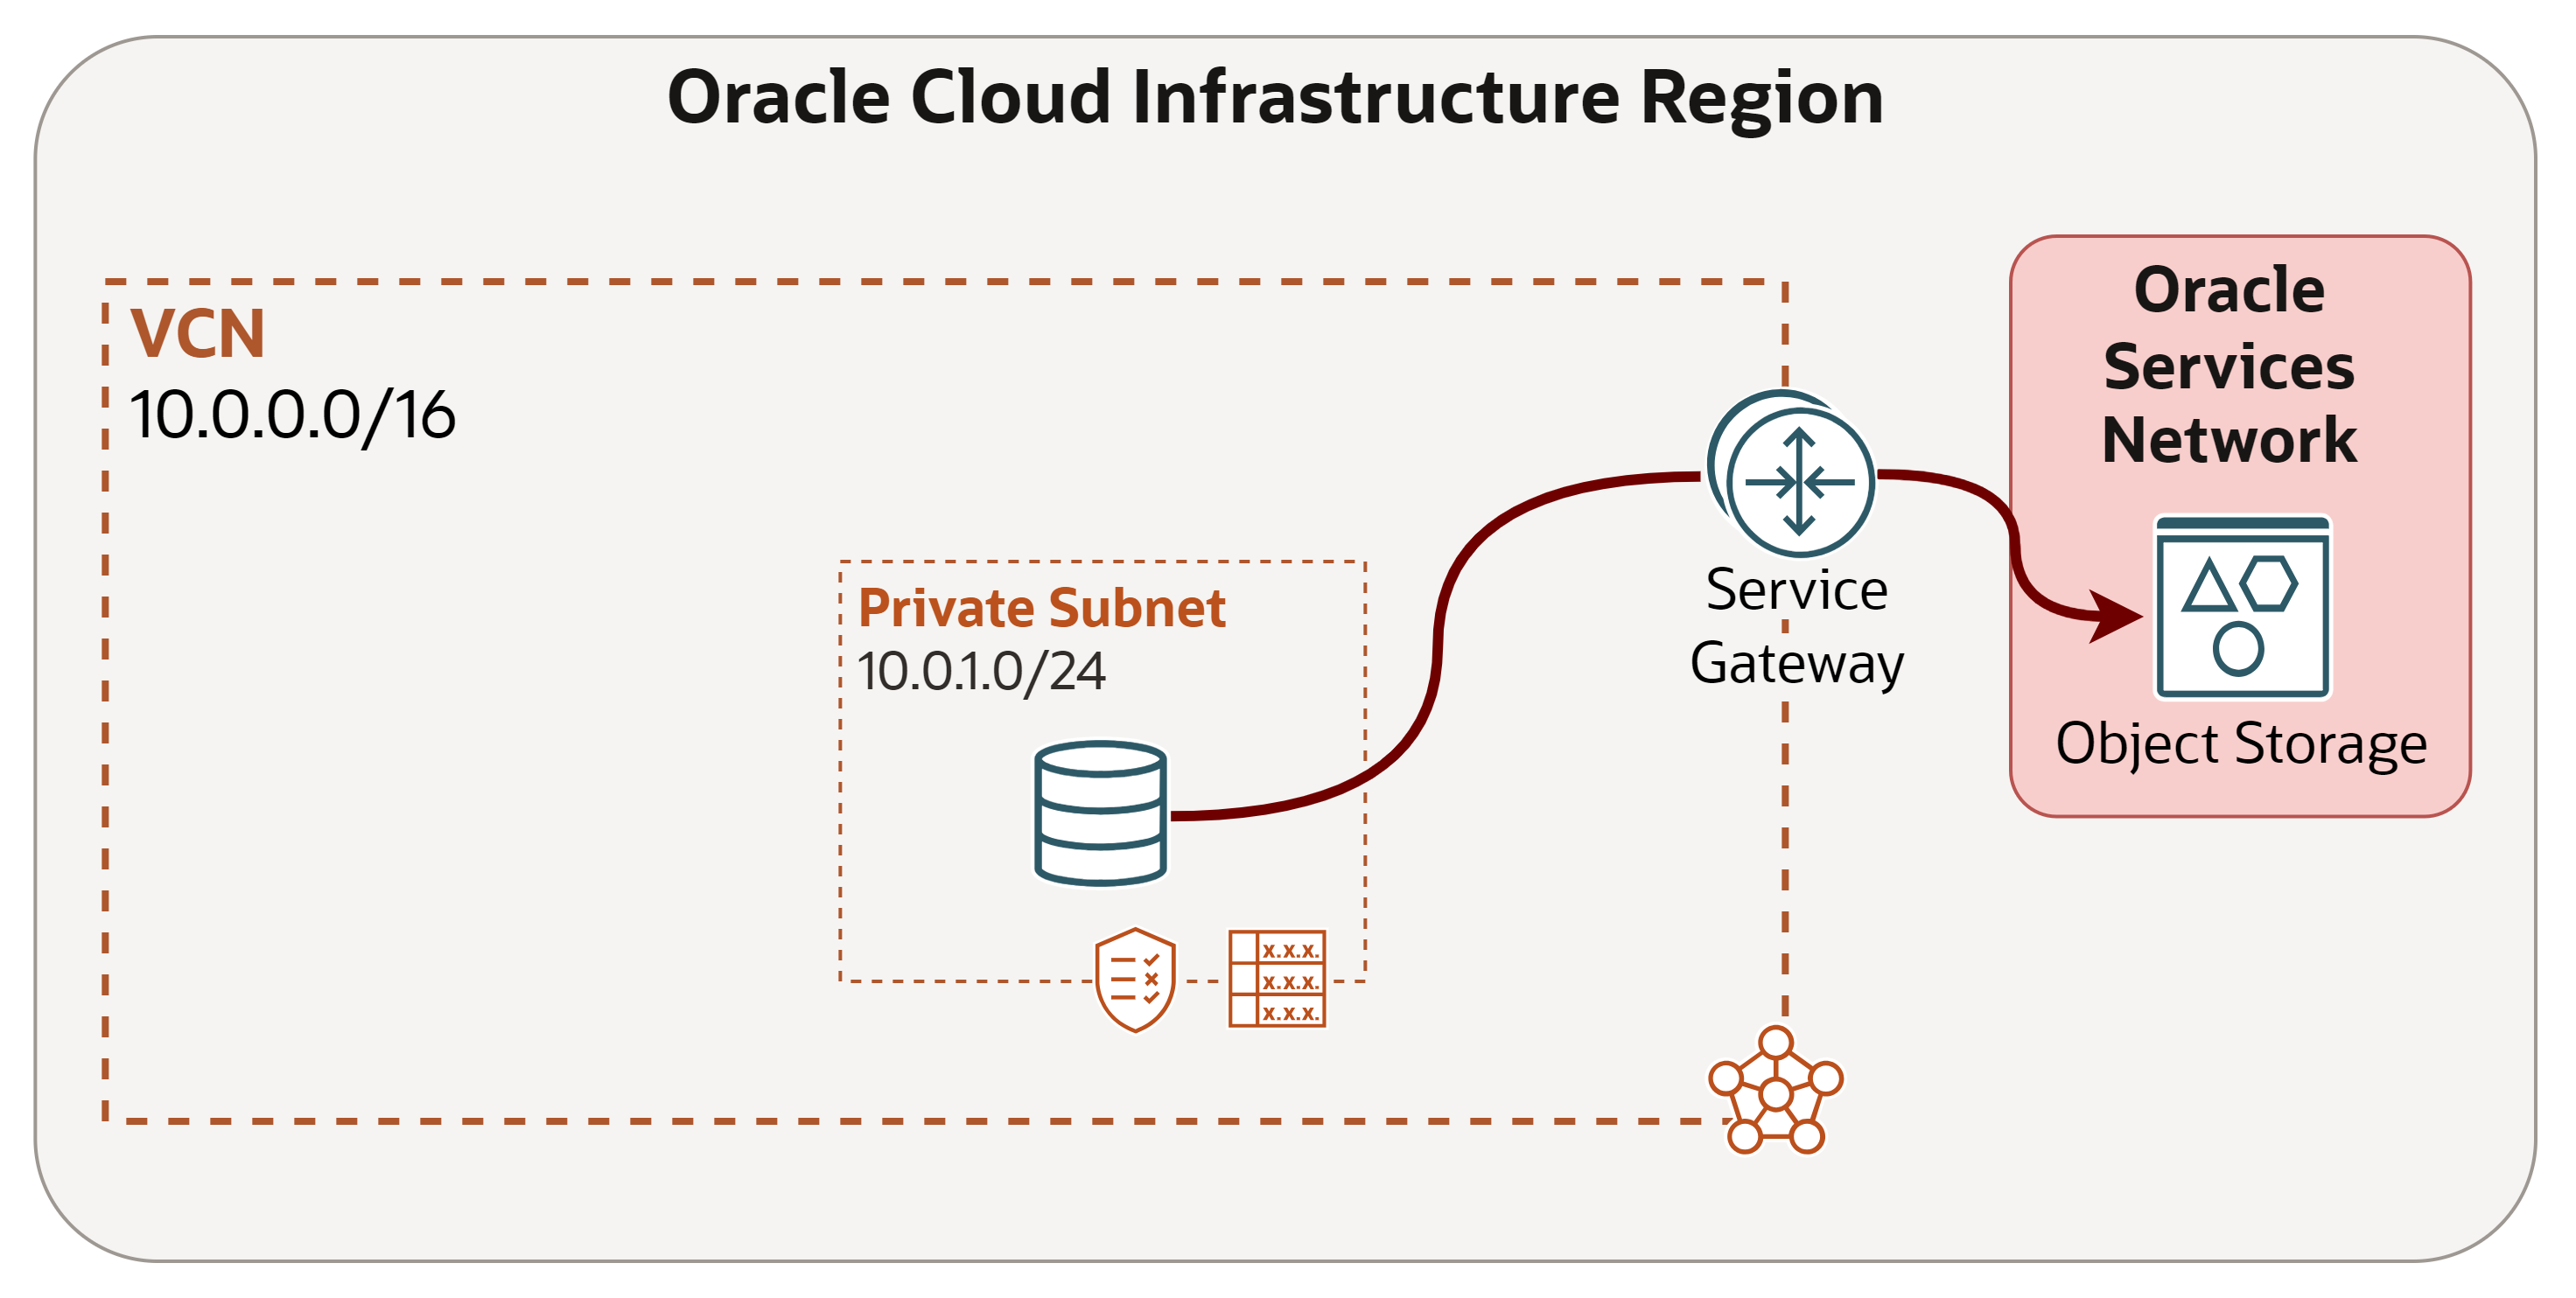 Oracle Cloud Infrastructure Region
VCN
10.0.0.0/16
Private Subnet
10.0.1.0/24
x.x.x.
x.x.x.
x.x.x.
Service
Gateway
Oracle
Services
Network
Object Storage